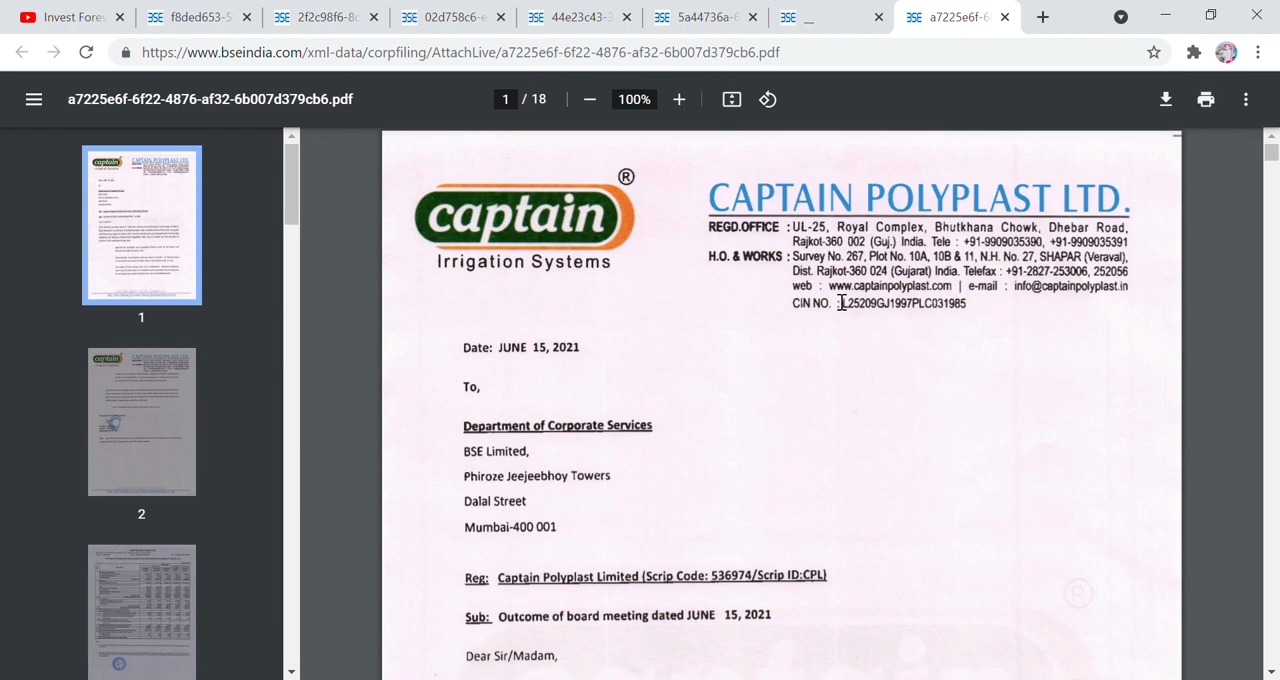 Invest Forev
f8ded653-5
2f2c98f6-8c
02d758c6-e
44e23c43-3
5a44736a-6
a7225e6f-6
https://www.bseindia.com/xml-data/corpfiling/AttachLive/a7225e6f-6f22-4876-af32-6b007d379cb6.pdf
a7225e6f-6f22-4876-af32-6b007d379cb6.pdf
1 / 18
100%
1
2
captain ®
Irrigation Systems
CAPTAIN POLYPLAST LTD.
REGD.OFFICE : UL-25, Royal Complex, Bhutkhana Chowk, Dhebar Road,
Rajkot-360 002 (Guj.) India. Tele : +91-9909035390, +91-9909035391
H.O. & WORKS : Survey No. 267, Plot No. 10A, 10B & 11, N.H. No. 27, SHAPAR (Veraval),
Dist. Rajkot-360 024 (Gujarat) India. Telefax : +91-2827-253006, 252056
web : www.captainpolyplast.com | e-mail : info@captainpolyplast.in
CIN NO. : L25209GJ1997PLC031985
Date: JUNE 15, 2021
To,
Department of Corporate Services
BSE Limited,
Phiroze Jeejeebhoy Towers
Dalal Street
Mumbai-400 001
Reg: Captain Polyplast Limited (Scrip Code: 536974/Scrip ID:CPL)
Sub: Outcome of board meeting dated JUNE 15, 2021
Dear Sir/Madam,